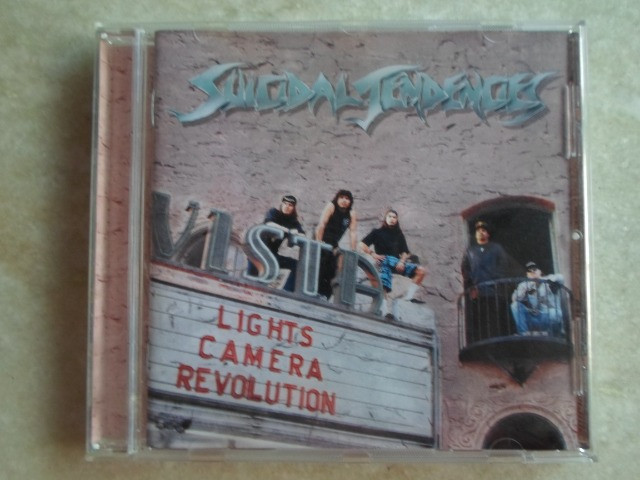 SUICIDAL TENDENCIES
VISTA
LIGHTS
CAMERA
REVOLUTION